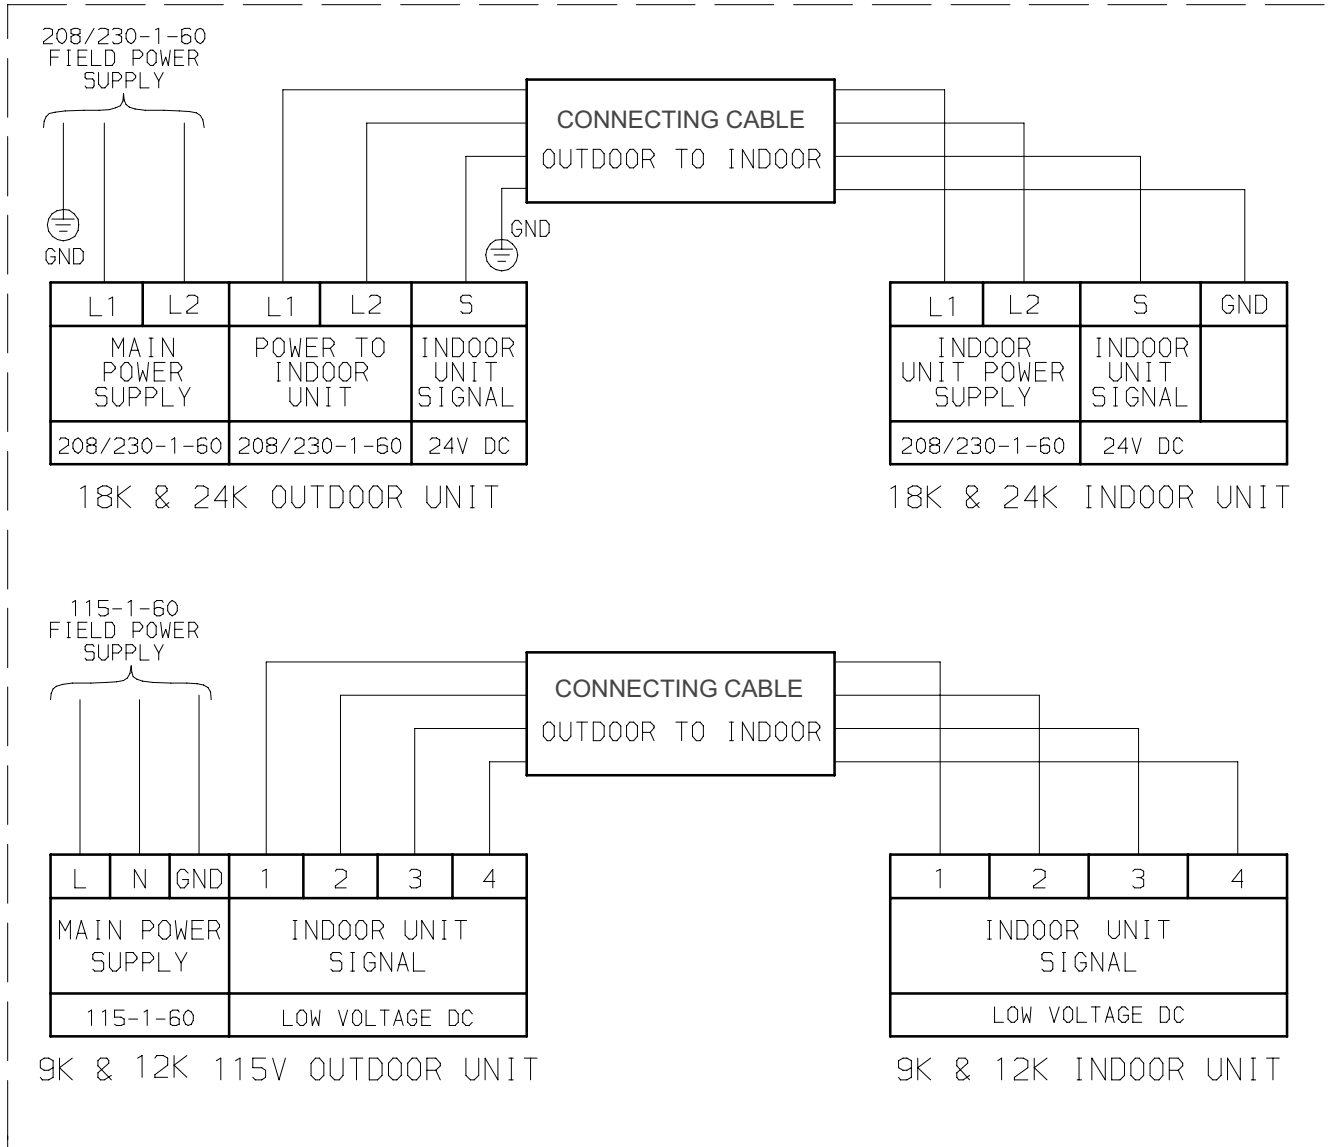 208/230-1-60
FIELD POWER
SUPPLY
GND
CONNECTING CABLE
OUTDOOR TO INDOOR
GND
L1 L2 L1 L2 S
MAIN
POWER
SUPPLY
POWER TO
INDOOR
UNIT
INDOOR
UNIT
SIGNAL
208/230-1-60 208/230-1-60 24V DC
18K & 24K OUTDOOR UNIT
L1 L2 S GND
INDOOR
UNIT POWER
SUPPLY
INDOOR
UNIT
SIGNAL
208/230-1-60 24V DC
18K & 24K INDOOR UNIT
115-1-60
FIELD POWER
SUPPLY
CONNECTING CABLE
OUTDOOR TO INDOOR
L N GND 1 2 3 4
MAIN POWER
SUPPLY
INDOOR UNIT
SIGNAL
115-1-60 LOW VOLTAGE DC
9K & 12K 115V OUTDOOR UNIT
1 2 3 4
INDOOR UNIT
SIGNAL
LOW VOLTAGE DC
9K & 12K INDOOR UNIT